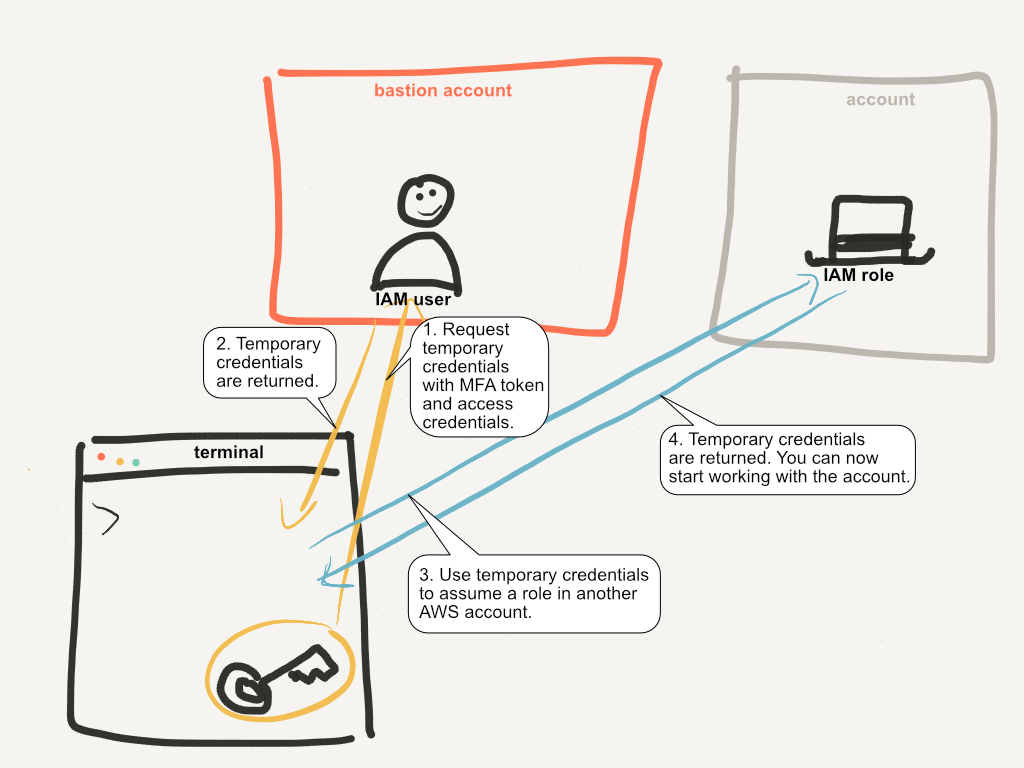 bastion account
account
IAM user
IAM role
1. Request
temporary
credentials
with MFA token
and access
credentials.
2. Temporary
credentials
are returned.
terminal
3. Use temporary credentials
to assume a role in another
AWS account.
4. Temporary credentials
are returned. You can now
start working with the account.